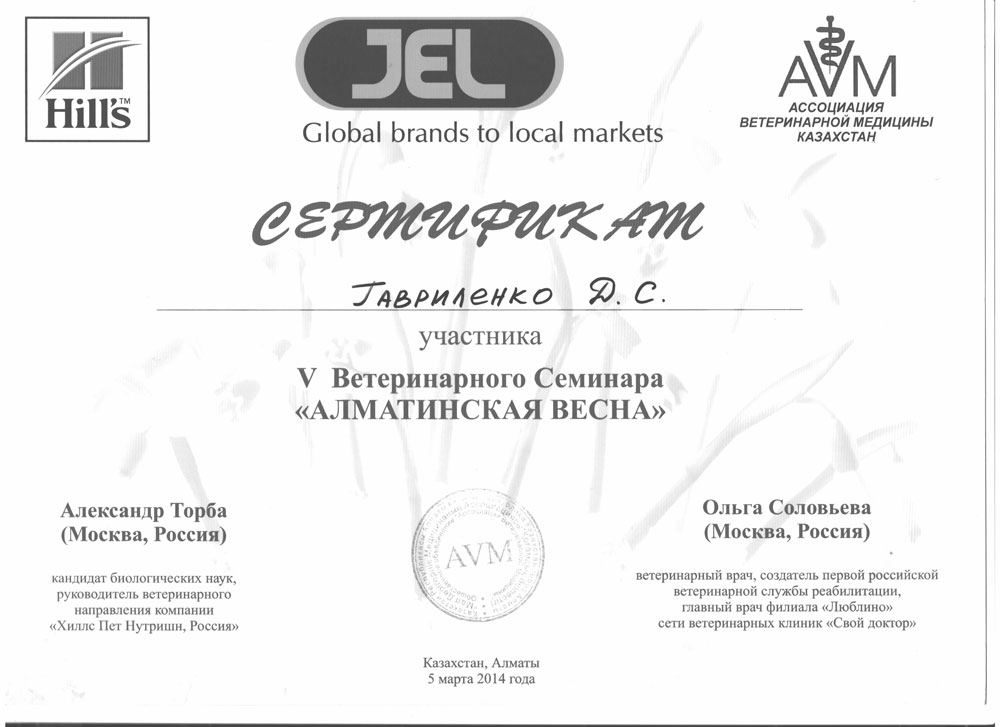 Hill's™
JEL
Global brands to local markets
AVM
АССОЦИАЦИЯ
ВЕТЕРИНАРНОЙ МЕДИЦИНЫ
КАЗАХСТАН
СЕРТИФИКАТ
Гавриленко Д. С.
участника
V Ветеринарного Семинара
«АЛМАТИНСКАЯ ВЕСНА»
Александр Торба
(Москва, Россия)
кандидат биологических наук,
руководитель ветеринарного
направления компании
«Хиллс Пет Нутришн, Россия»
AVM
Ольга Соловьева
(Москва, Россия)
ветеринарный врач, создатель первой российской
ветеринарной службы реабилитации,
главный врач филиала «Люблино»
сети ветеринарных клиник «Свой доктор»
Казахстан, Алматы
5 марта 2014 года